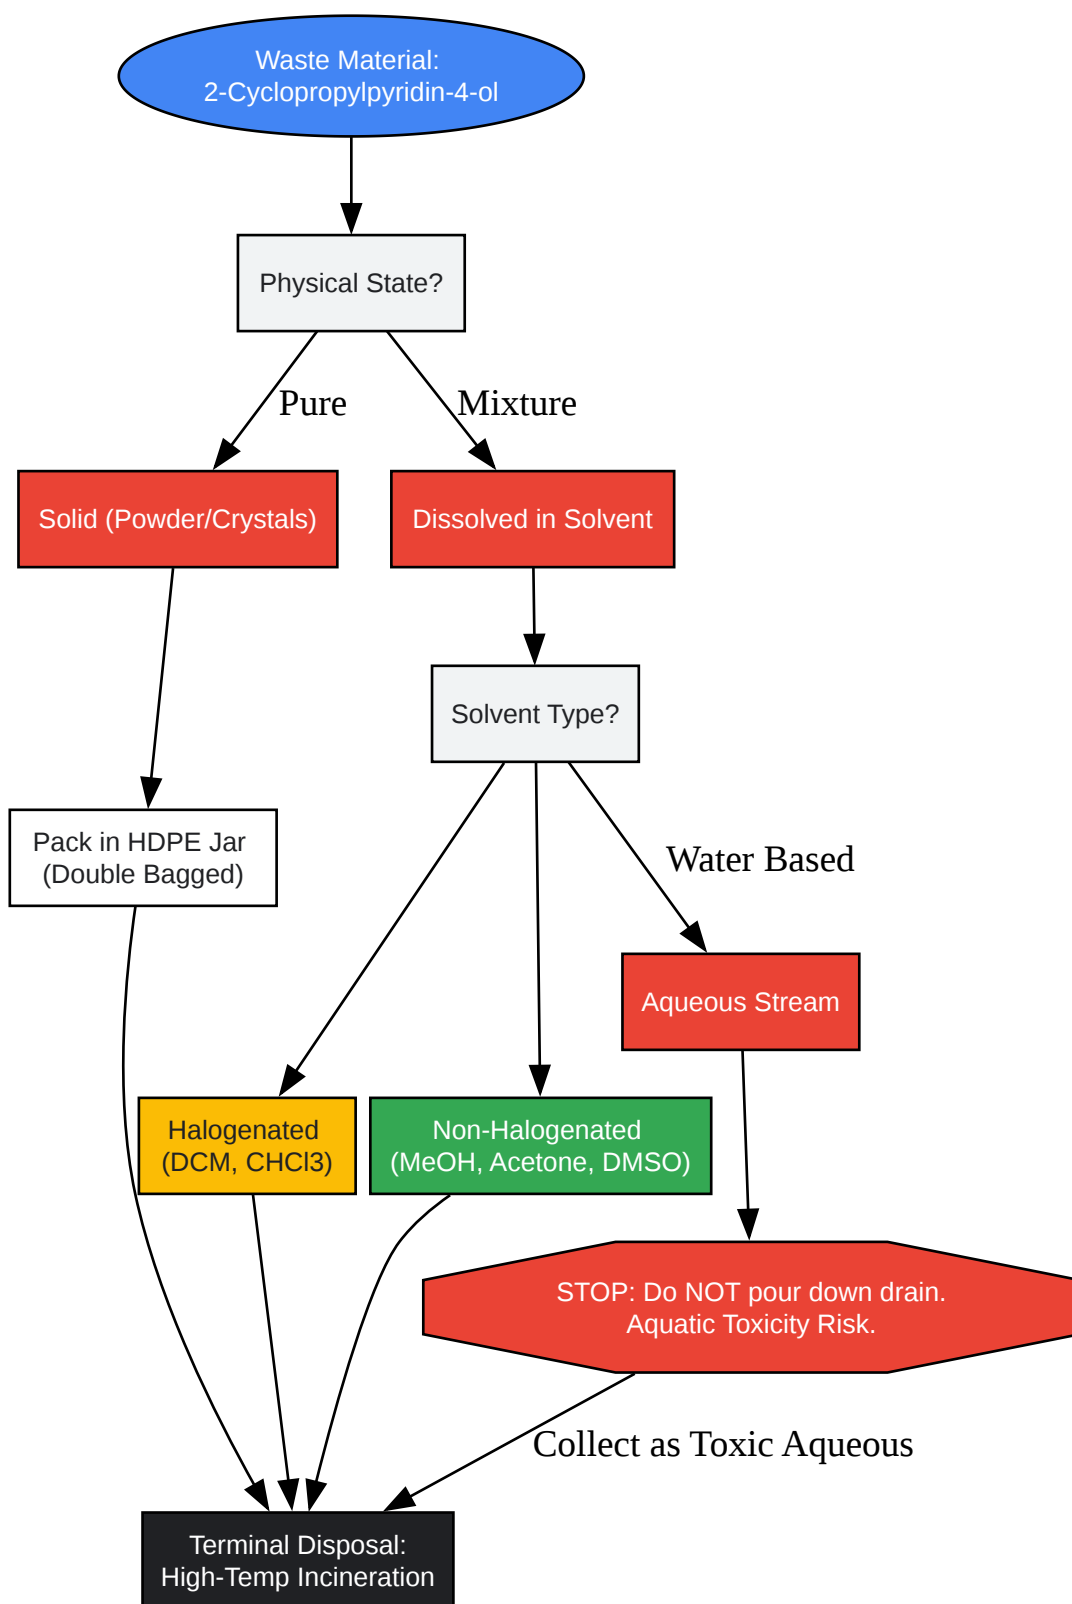 Waste Material:
2-Cyclopropylpyridin-4-ol
Physical State?
Pure
Mixture
Solid (Powder/Crystals)
Dissolved in Solvent
Solvent Type?
Pack in HDPE Jar
(Double Bagged)
Water Based
Aqueous Stream
Halogenated
(DCM, CHCl3)
Non-Halogenated
(MeOH, Acetone, DMSO)
STOP: Do NOT pour down drain.
Aquatic Toxicity Risk.
Collect as Toxic Aqueous
Terminal Disposal:
High-Temp Incineration